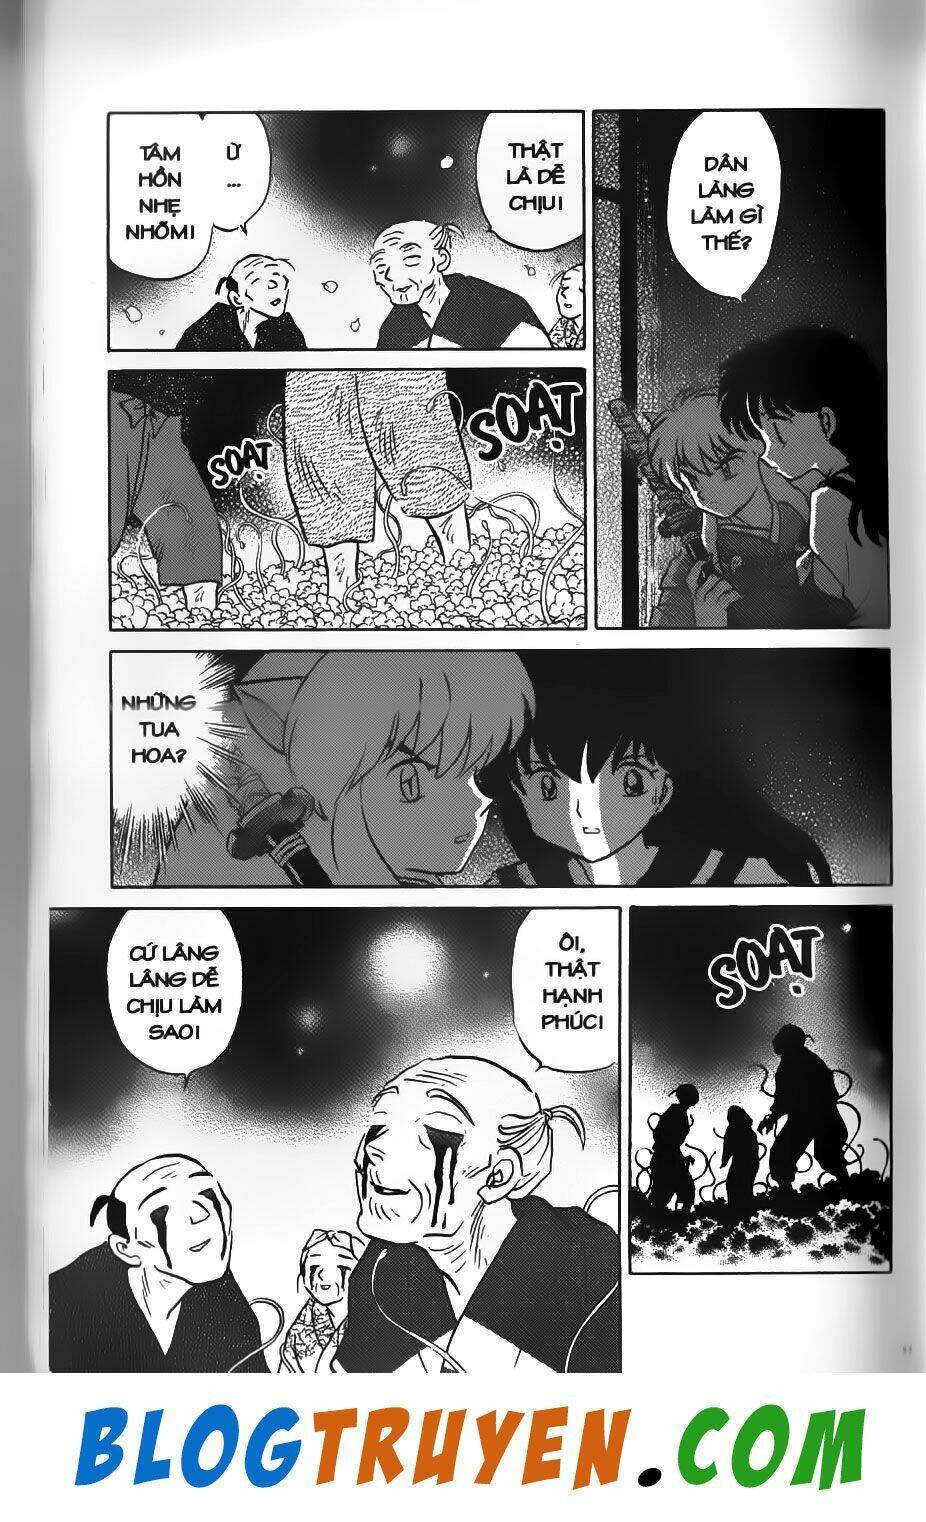 DÂN
LÀNG
LÀM GÌ
THẾ?
THẬT
LÀ DỄ
CHỊU!
Ừ
...
TÂM
HỒN
NHẸ
NHÕM!
SOẠT
SOẠT
NHỮNG
TUA
HOA?
SOẠT
ÔI,
THẬT
HẠNH
PHÚC!
CỨ LÂNG
LÂNG DỄ
CHỊU LÀM
SAO!
BLOGTRUYEN.COM